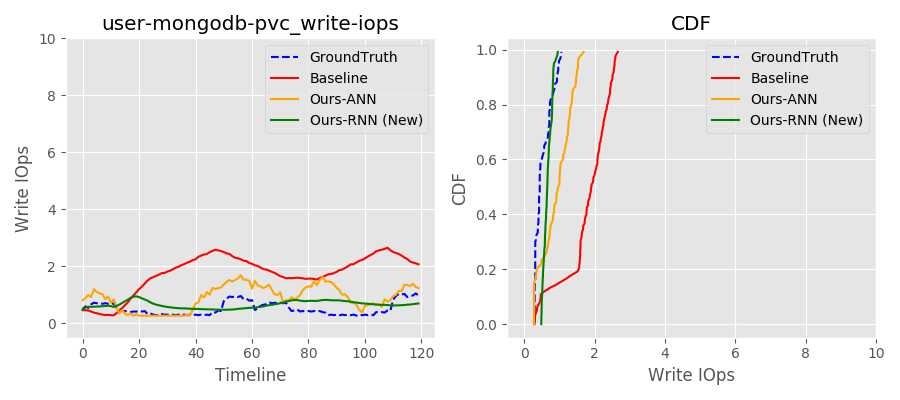 user-mongodb-pvc_write-iops
Write IOps
10
8
6
4
2
0
0 20 40 60 80 100 120
Timeline
GroundTruth
Baseline
Ours-ANN
Ours-RNN (New)
CDF
CDF
1.0
0.8
0.6
0.4
0.2
0.0
0 2 4 6 8 10
Write IOps
GroundTruth
Baseline
Ours-ANN
Ours-RNN (New)